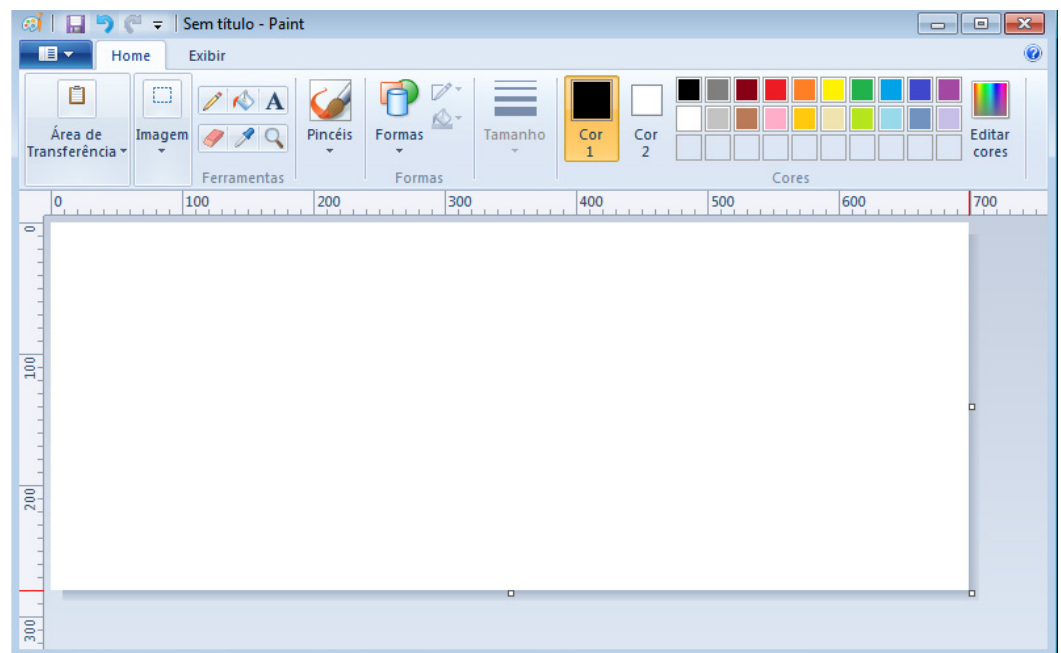 Sem título - Paint
Home Exibir
Área de Transferência
Imagem
A
Ferramentas
Pincéis
Formas
Formas
Tamanho
Cor 1
Cor 2
Cores
Editar cores
0 100 200 300 400 500 600 700
0
100
200
300